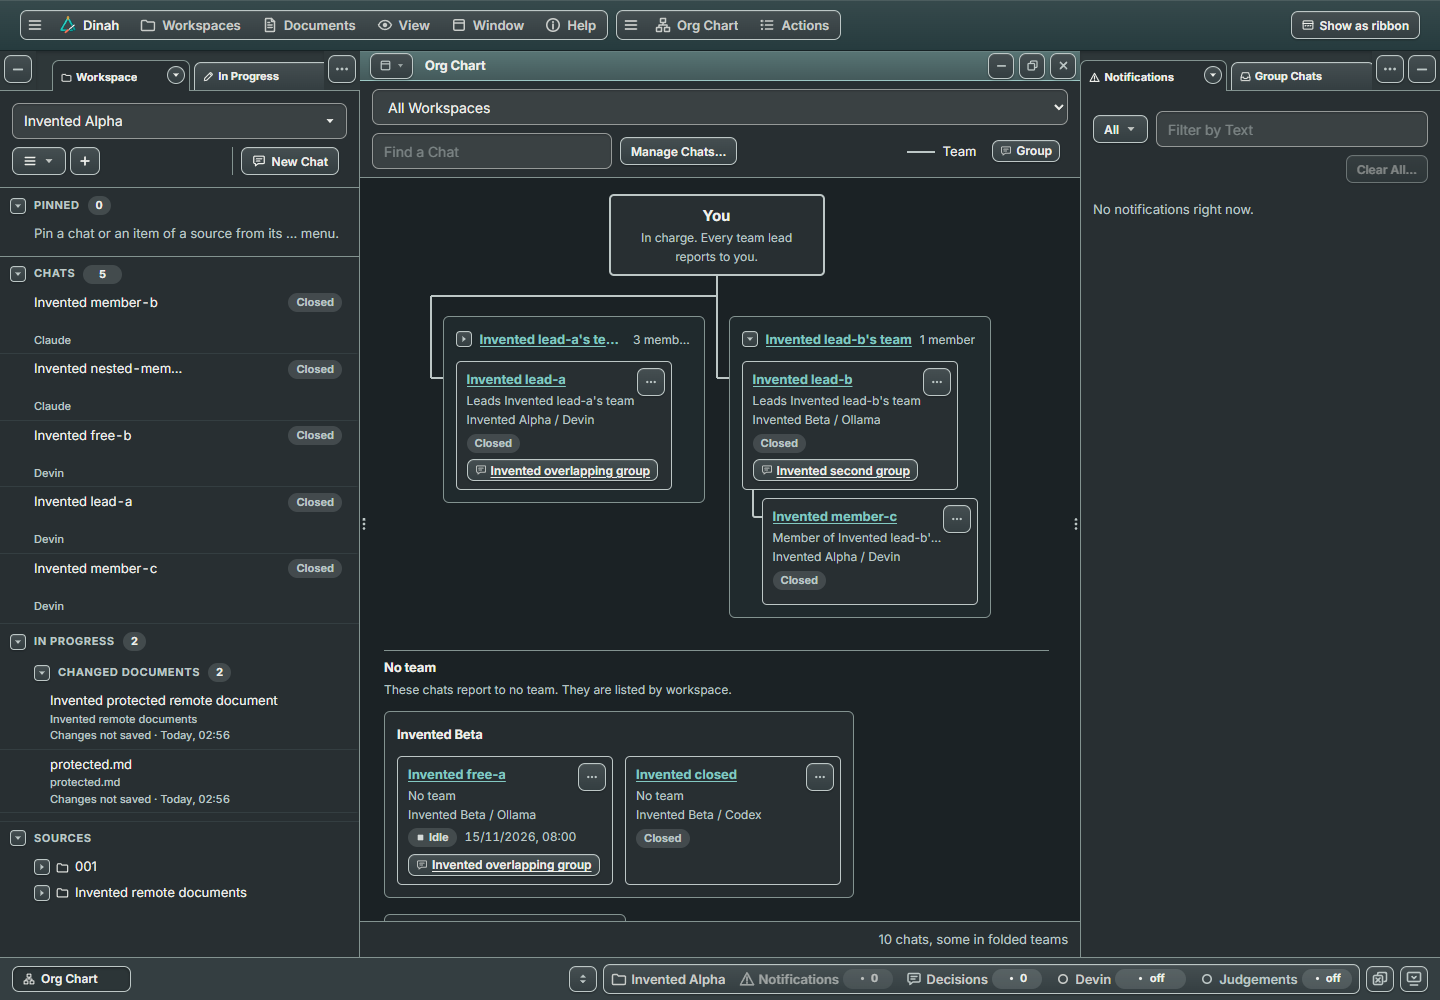 Dinah Workspaces Documents View Window Help Org Chart Actions Show as ribbon
Workspace In Progress
Invented Alpha
New Chat
PINNED 0
Pin a chat or an item of a source from its ... menu.
CHATS 5
Invented member-b Closed
Claude
Invented nested-mem... Closed
Claude
Invented free-b Closed
Devin
Invented lead-a Closed
Devin
Invented member-c Closed
Devin
IN PROGRESS 2
CHANGED DOCUMENTS 2
Invented protected remote document
Invented remote documents
Changes not saved · Today, 02:56
protected.md
protected.md
Changes not saved · Today, 02:56
SOURCES
001
Invented remote documents
Org Chart
All Workspaces
Find a Chat Manage Chats... Team Group
You
In charge. Every team lead
reports to you.
Invented lead-a's te... 3 memb...
Invented lead-a
Leads Invented lead-a's team
Invented Alpha / Devin
Closed
Invented overlapping group
Invented lead-b's team 1 member
Invented lead-b
Leads Invented lead-b's team
Invented Beta / Ollama
Closed
Invented second group
Invented member-c
Member of Invented lead-b'...
Invented Alpha / Devin
Closed
No team
These chats report to no team. They are listed by workspace.
Invented Beta
Invented free-a
No team
Invented Beta / Ollama
Idle 15/11/2026, 08:00
Invented overlapping group
Invented closed
No team
Invented Beta / Codex
Closed
10 chats, some in folded teams
Notifications Group Chats
All Filter by Text
Clear All...
No notifications right now.
Org Chart Invented Alpha Notifications • 0 Decisions • 0 Devin • off Judgements • off